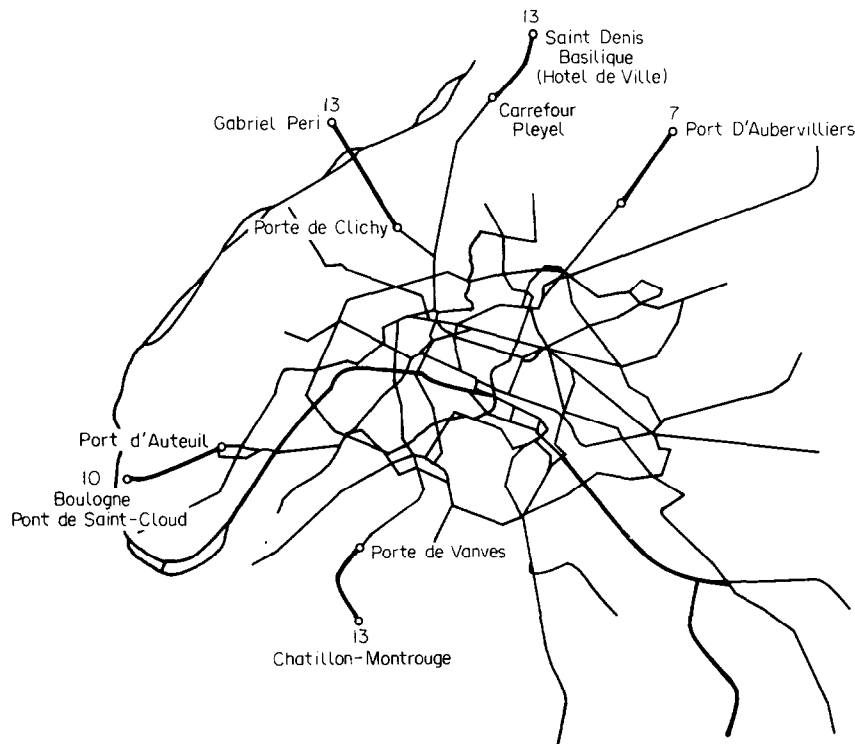 13
Saint Denis
Basilique
(Hotel de Ville)
13
Gabriel Peri
Carrefour
Pleyel
7
Port D'Aubervilliers
Porte de Clichy
Port d'Auteuil
10
Boulogne
Pont de Saint-Cloud
Porte de Vanves
13
Chatillon-Montrouge